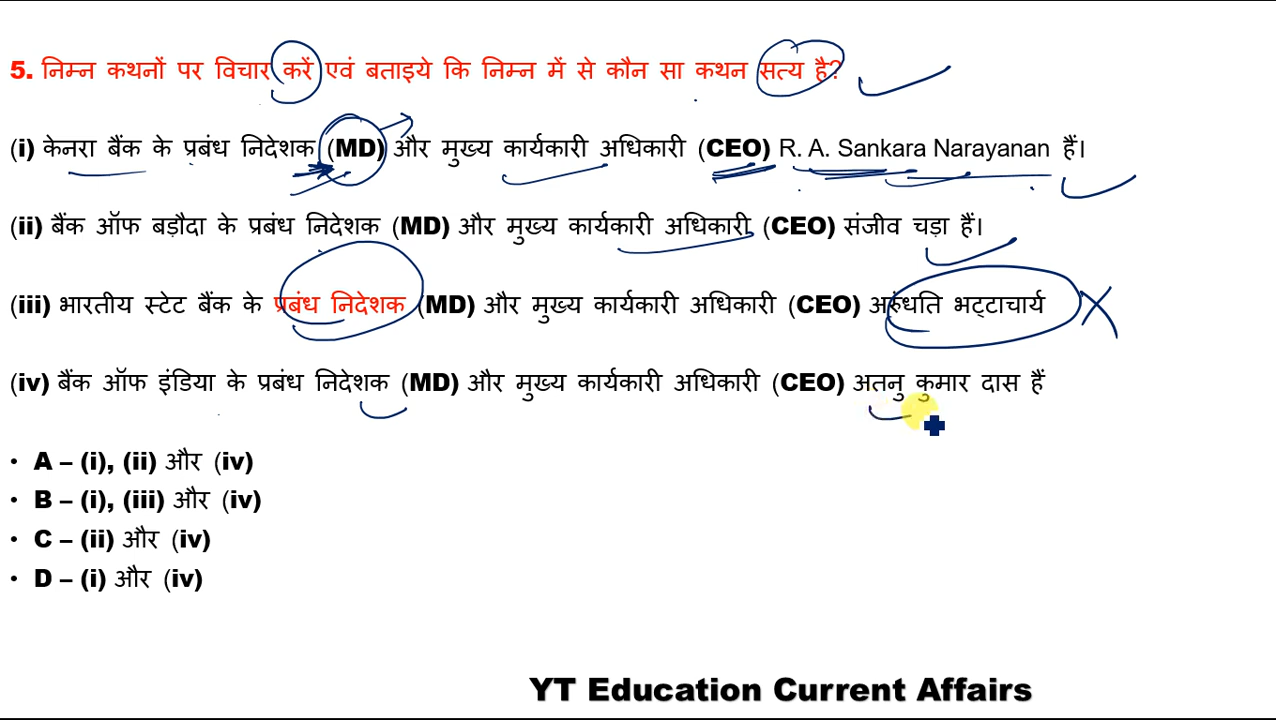 5. निम्न कथनों पर विचार करें एवं बताइये कि निम्न में से कौन सा कथन सत्य है?
(i) केनरा बैंक के प्रबंध निदेशक (MD) और मुख्य कार्यकारी अधिकारी (CEO) R. A. Sankara Narayanan हैं।
(ii) बैंक ऑफ बड़ौदा के प्रबंध निदेशक (MD) और मुख्य कार्यकारी अधिकारी (CEO) संजीव चड़ा हैं।
(iii) भारतीय स्टेट बैंक के प्रबंध निदेशक (MD) और मुख्य कार्यकारी अधिकारी (CEO) अरुंधति भट्टाचार्य
(iv) बैंक ऑफ इंडिया के प्रबंध निदेशक (MD) और मुख्य कार्यकारी अधिकारी (CEO) अतनु कुमार दास हैं
• A – (i), (ii) और (iv)
• B – (i), (iii) और (iv)
• C – (ii) और (iv)
• D – (i) और (iv)
YT Education Current Affairs